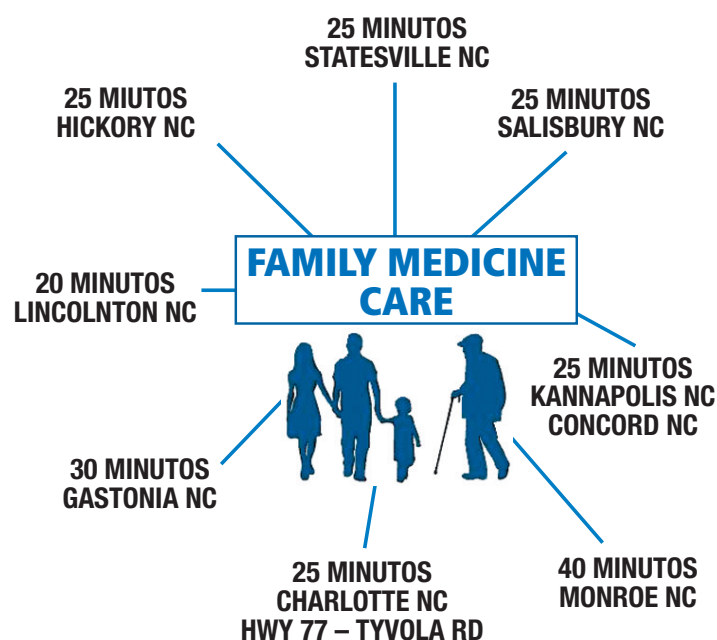 25 MINUTOS
STATESVILLE NC
25 MIUTOS
HICKORY NC
25 MINUTOS
SALISBURY NC
FAMILY MEDICINE
CARE
20 MINUTOS
LINCOLNTON NC
25 MINUTOS
KANNAPOLIS NC
CONCORD NC
30 MINUTOS
GASTONIA NC
25 MINUTOS
CHARLOTTE NC
HWY 77 – TYVOLA RD
40 MINUTOS
MONROE NC